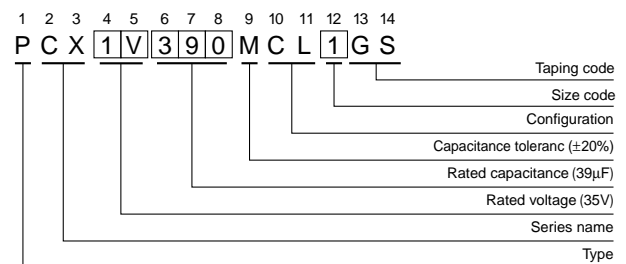 1 2 3 4 5 6 7 8 9 10 11 12 13 14
P C X 1 V 3 9 0 M C L 1 G S
Taping code
Size code
Configuration
Capacitance toleranc (±20%)
Rated capacitance (39μF)
Rated voltage (35V)
Series name
Type